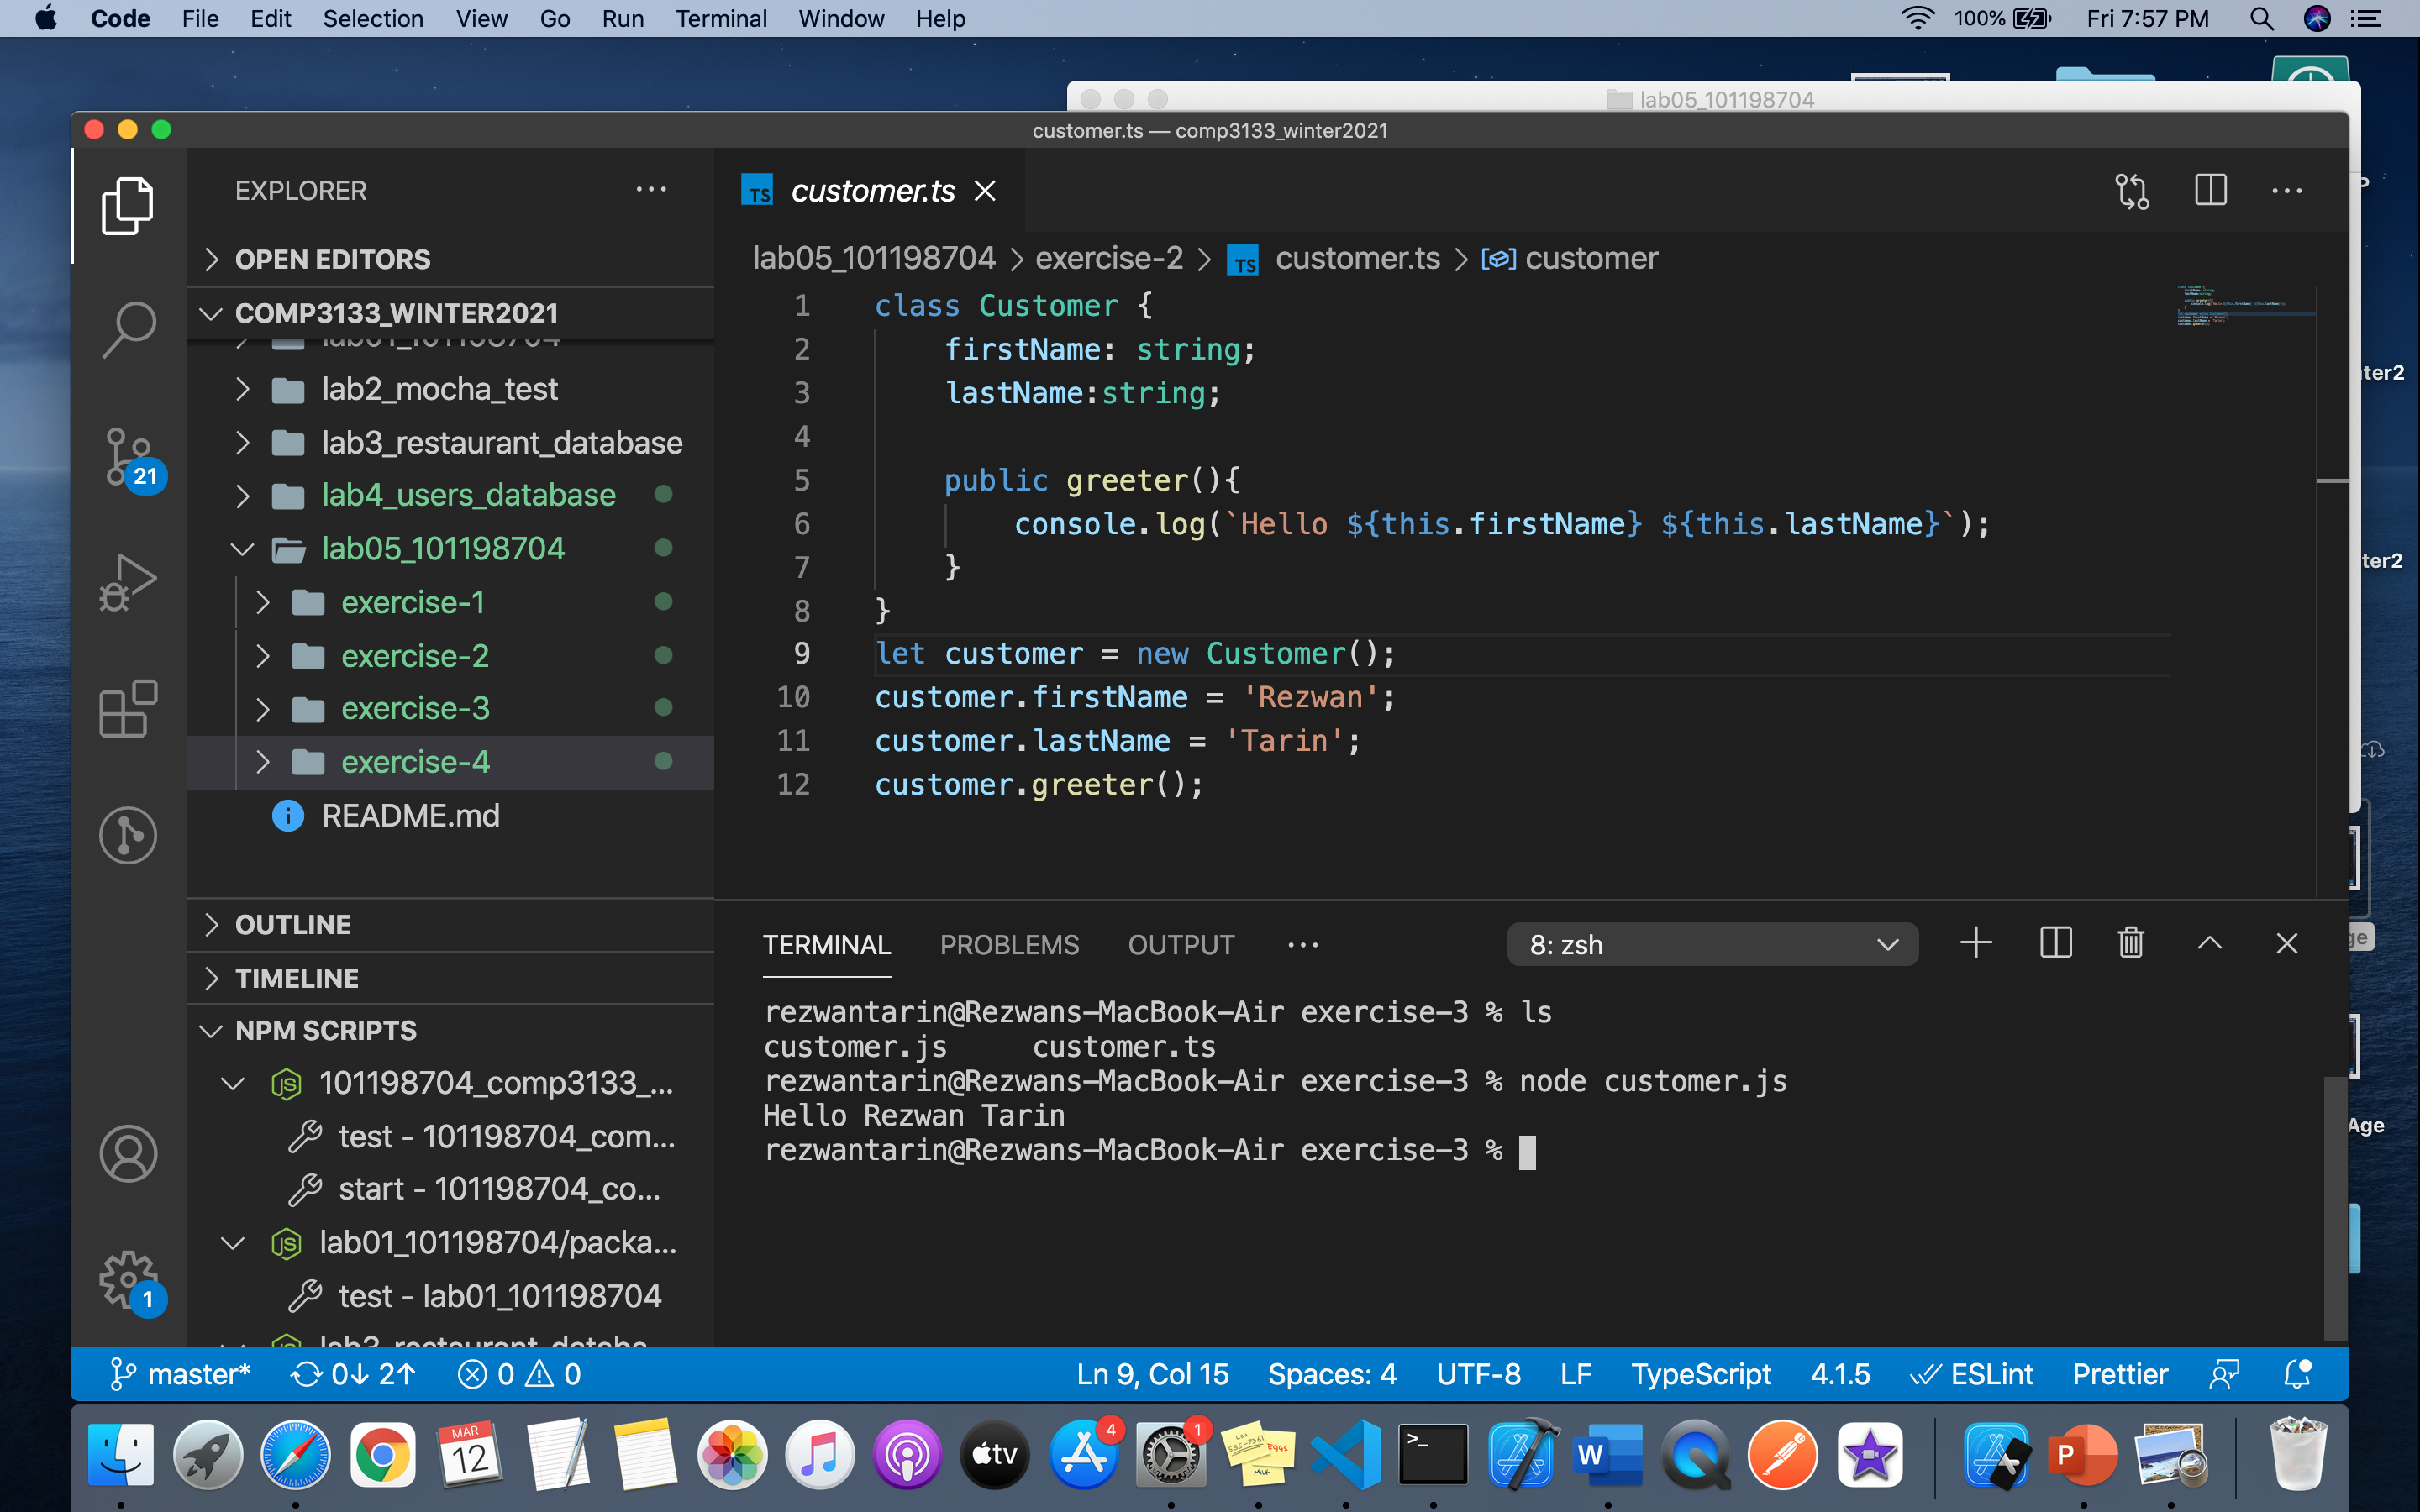 Code File Edit Selection View Go Run Terminal Window Help 100% Fri 7:57 PM
lab05_101198704
customer.ts — comp3133_winter2021
EXPLORER
OPEN EDITORS
COMP3133_WINTER2021
lab01_101198704
lab2_mocha_test
lab3_restaurant_database
lab4_users_database
lab05_101198704
exercise-1
exercise-2
exercise-3
exercise-4
README.md
OUTLINE
TIMELINE
NPM SCRIPTS
101198704_comp3133_...
test - 101198704_com...
start - 101198704_co...
lab01_101198704/packa...
test - lab01_101198704
lab3_restaurant_databa
21
1
TS customer.ts
lab05_101198704 > exercise-2 > TS customer.ts > customer
1 class Customer {
2 firstName: string;
3 lastName:string;
4
5 public greeter(){
6 console.log(`Hello ${this.firstName} ${this.lastName}`);
7 }
8 }
9 let customer = new Customer();
10 customer.firstName = 'Rezwan';
11 customer.lastName = 'Tarin';
12 customer.greeter();
TERMINAL PROBLEMS OUTPUT 8: zsh
rezwantarin@Rezwans-MacBook-Air exercise-3 % ls
customer.js customer.ts
rezwantarin@Rezwans-MacBook-Air exercise-3 % node customer.js
Hello Rezwan Tarin
rezwantarin@Rezwans-MacBook-Air exercise-3 %
master* 0↓ 2↑ 0 0 Ln 9, Col 15 Spaces: 4 UTF-8 LF TypeScript 4.1.5 ESLint Prettier
ter2
ter2
ge
Age
MAR
12
tv
4
1
W
P